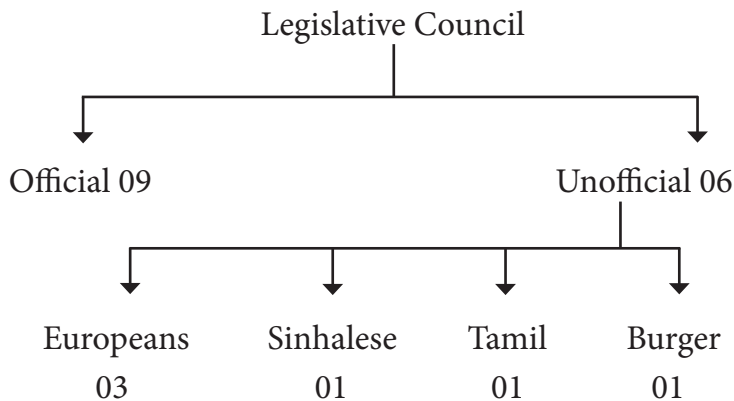 Legislative Council
Official 09
Unofficial 06
Europeans
Sinhalese
Tamil
Burger
03
01
01
01